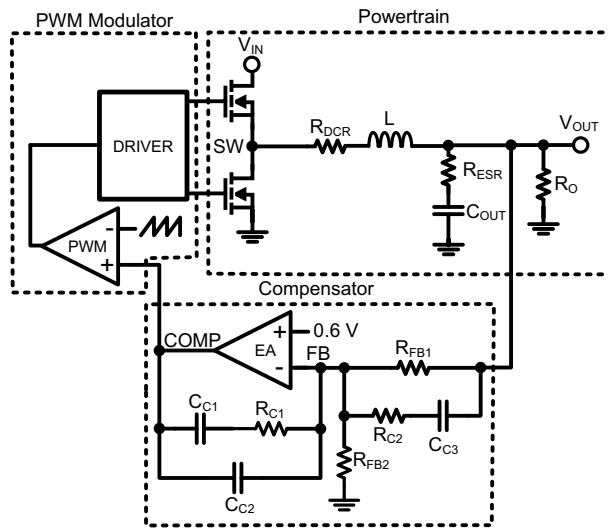 PWM Modulator
Powertrain
V_IN
DRIVER
SW
R_DCR
L
V_OUT
R_ESR
C_OUT
R_O
-
PWM
+
Compensator
COMP
+
0.6 V
EA
FB
-
R_FB1
C_C1
R_C1
R_C2
C_C3
C_C2
R_FB2